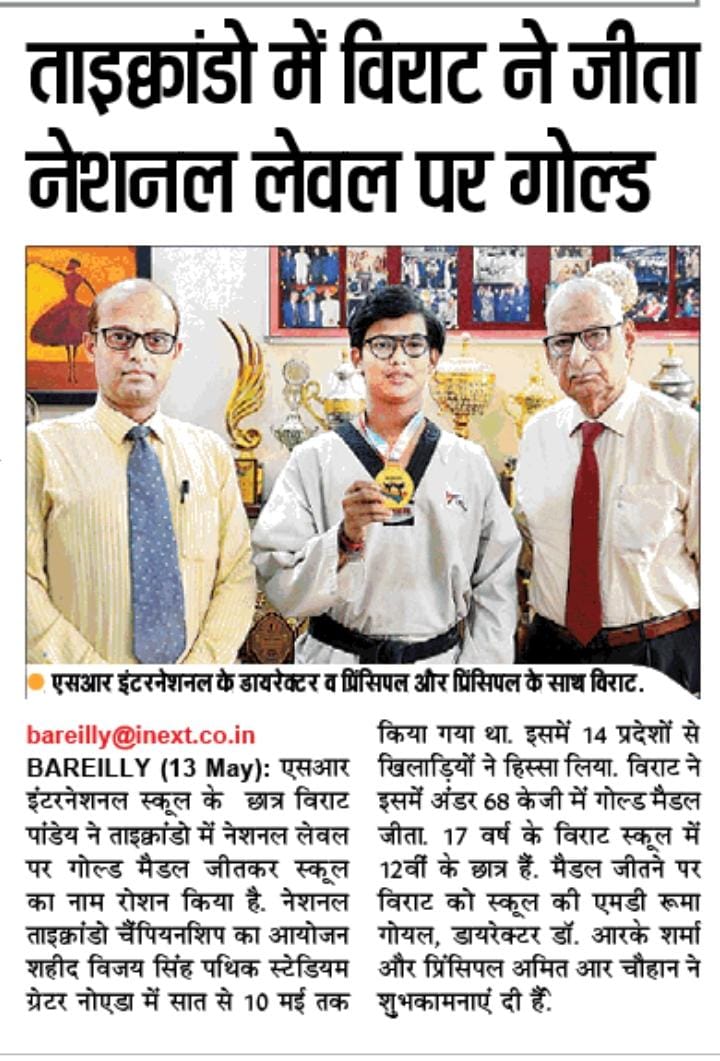 ताइक्वांडो में विराट ने जीता
नेशनल लेवल पर गोल्ड
एसआर इंटरनेशनल के डायरेक्टर व प्रिंसिपल और प्रिंसिपल के साथ विराट.
bareilly@inext.co.in
BAREILLY (13 May): एसआर
इंटरनेशनल स्कूल के छात्र विराट
पांडेय ने ताइक्वांडो में नेशनल लेवल
पर गोल्ड मैडल जीतकर स्कूल
का नाम रोशन किया है. नेशनल
ताइक्वांडो चैंपियनशिप का आयोजन
शहीद विजय सिंह पथिक स्टेडियम
ग्रेटर नोएडा में सात से 10 मई तक
किया गया था. इसमें 14 प्रदेशों से
खिलाड़ियों ने हिस्सा लिया. विराट ने
इसमें अंडर 68 केजी में गोल्ड मैडल
जीता. 17 वर्ष के विराट स्कूल में
12वीं के छात्र हैं. मैडल जीतने पर
विराट को स्कूल की एमडी रूमा
गोयल, डायरेक्टर डॉ. आरके शर्मा
और प्रिंसिपल अमित आर चौहान ने
शुभकामनाएं दी हैं.